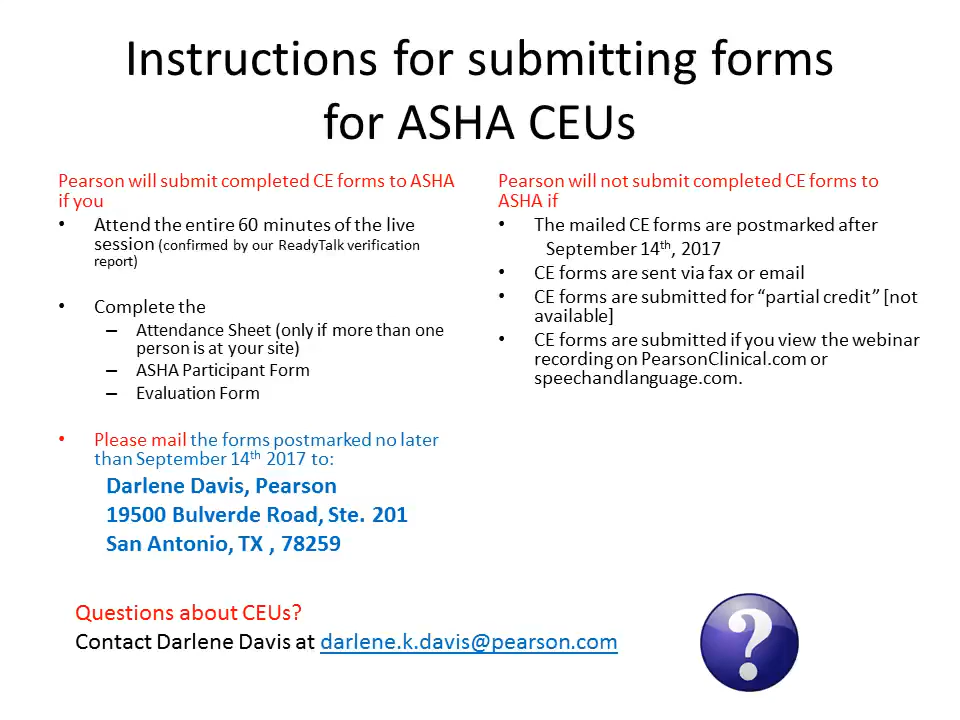 Instructions for submitting forms
for ASHA CEUs
Pearson will submit completed CE forms to ASHA
if you
• Attend the entire 60 minutes of the live
session (confirmed by our ReadyTalk verification
report)
• Complete the
– Attendance Sheet (only if more than one
person is at your site)
– ASHA Participant Form
– Evaluation Form
• Please mail the forms postmarked no later
than September 14th 2017 to:
Darlene Davis, Pearson
19500 Bulverde Road, Ste. 201
San Antonio, TX , 78259
Pearson will not submit completed CE forms to
ASHA if
• The mailed CE forms are postmarked after
September 14th, 2017
• CE forms are sent via fax or email
• CE forms are submitted for “partial credit” [not
available]
• CE forms are submitted if you view the webinar
recording on PearsonClinical.com or
speechandlanguage.com.
Questions about CEUs?
Contact Darlene Davis at darlene.k.davis@pearson.com
?